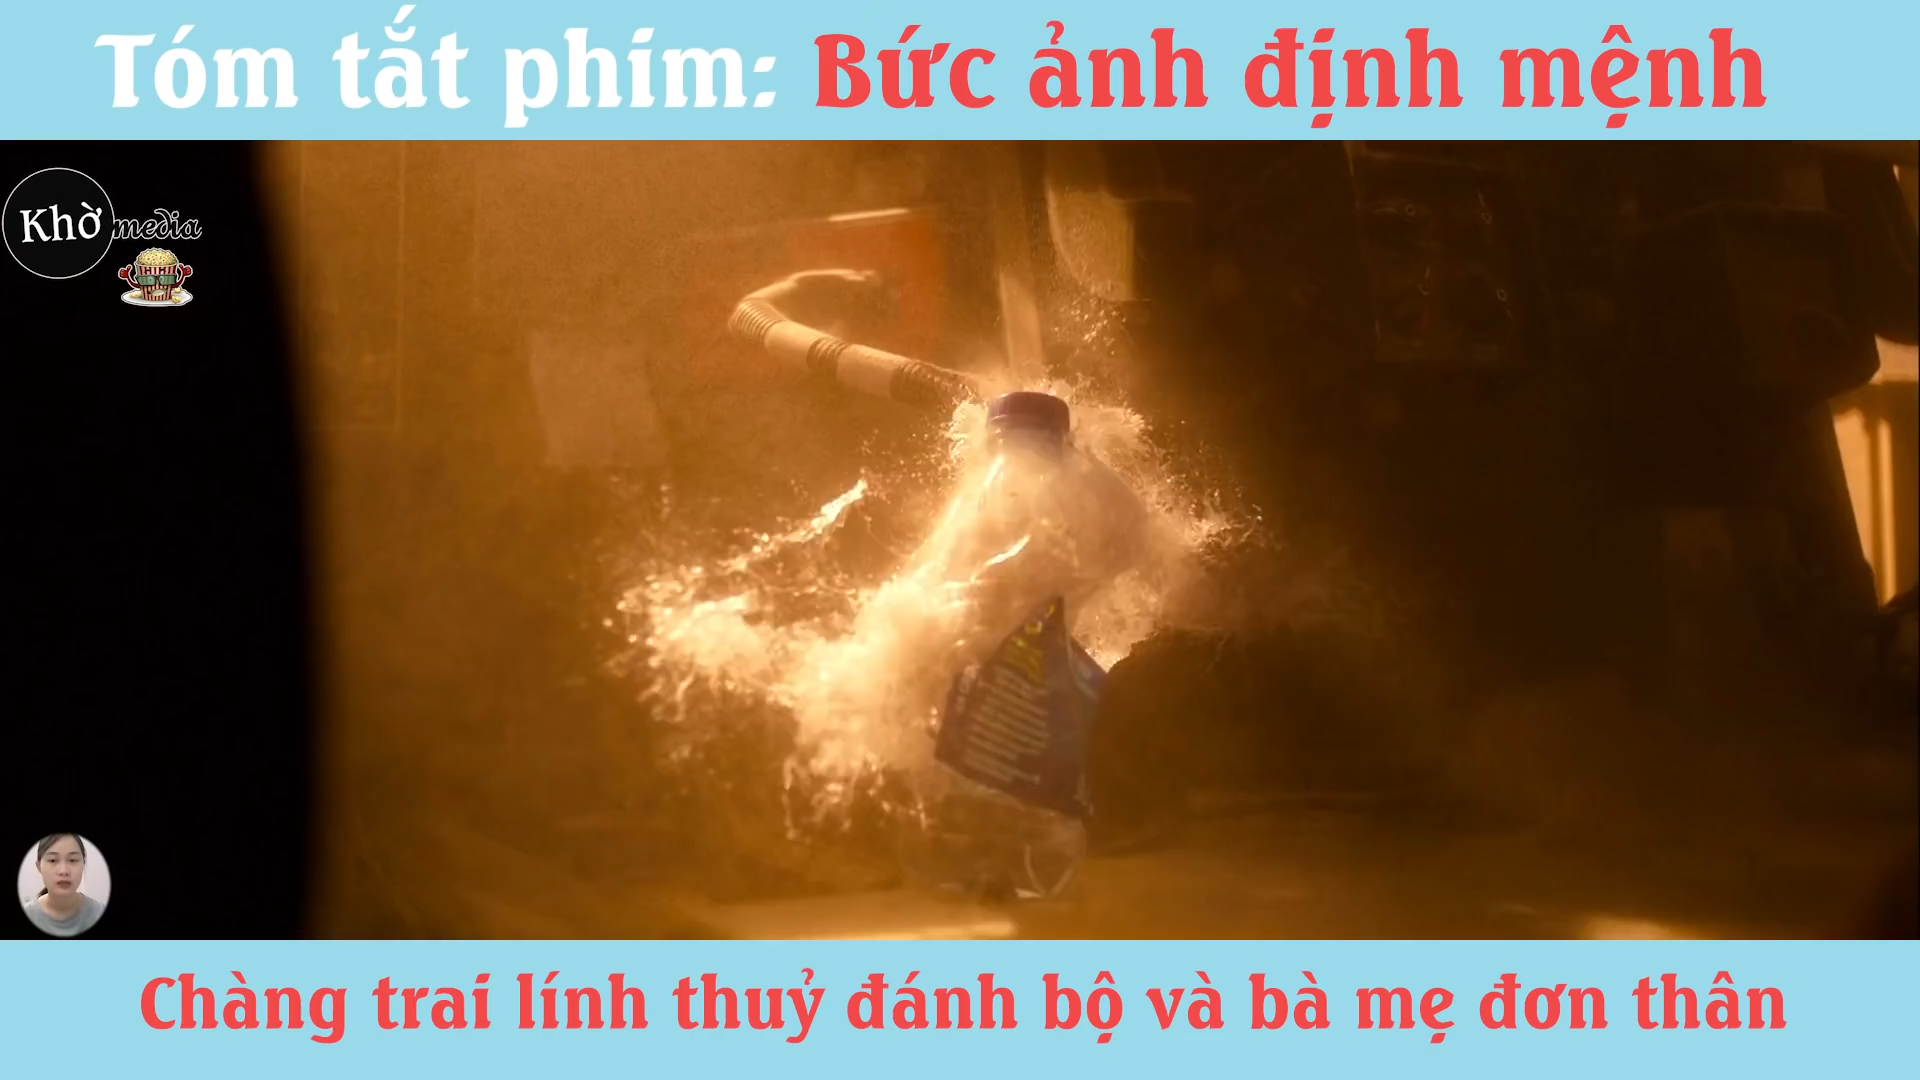 Tóm tắt phim: Bức ảnh định mệnh
Khờ media
Chàng trai lính thuỷ đánh bộ và bà mẹ đơn thân